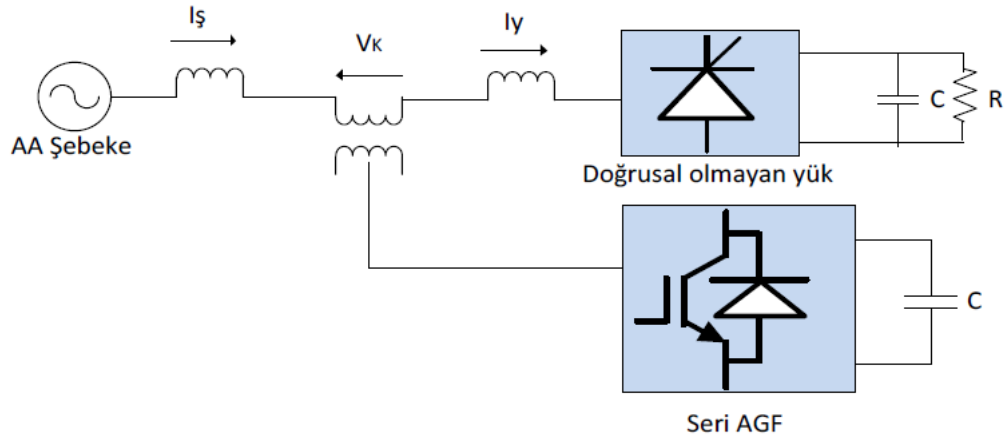 Iş
VK
Iy
AA Şebeke
C
R
Doğrusal olmayan yük
C
Seri AGF